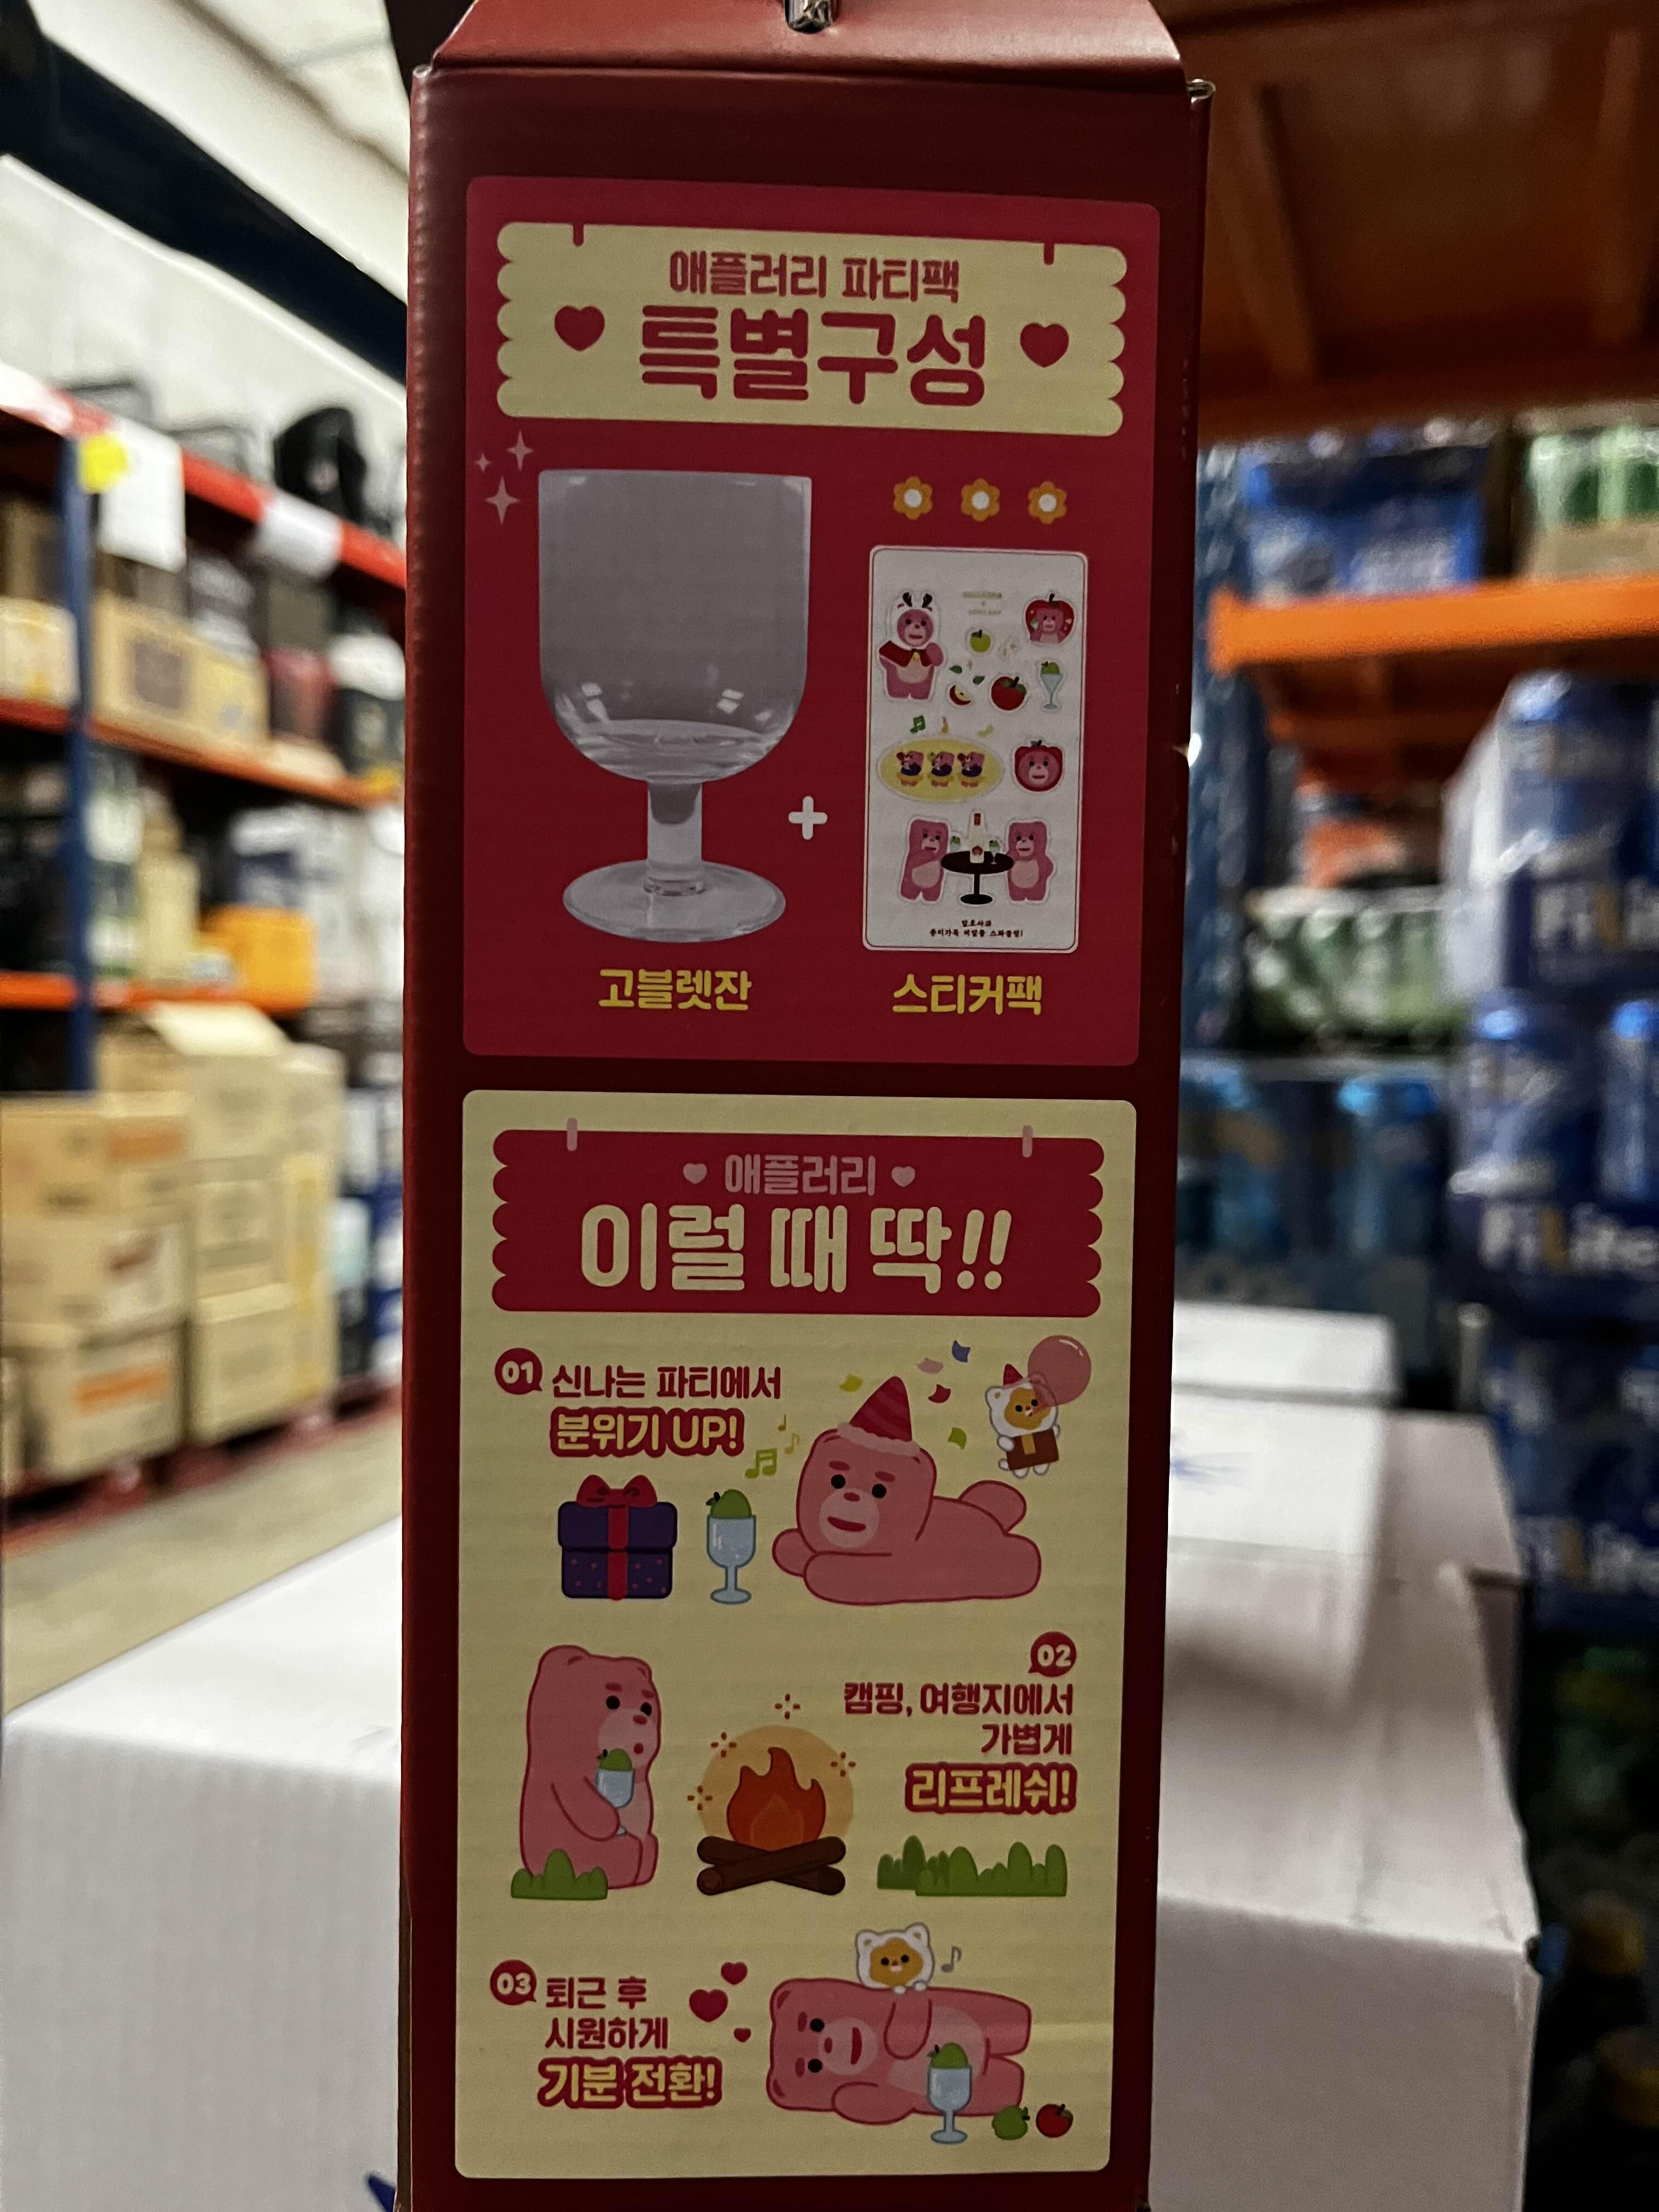 애플러리 파티팩
특별구성
고블렛잔
스티커팩
애플러리
이럴 때 딱!!
01
신나는 파티에서
분위기 UP!
02
캠핑, 여행지에서
가볍게
리프레쉬!
03
퇴근 후
시원하게
기분 전환!
FiLite
FiLite